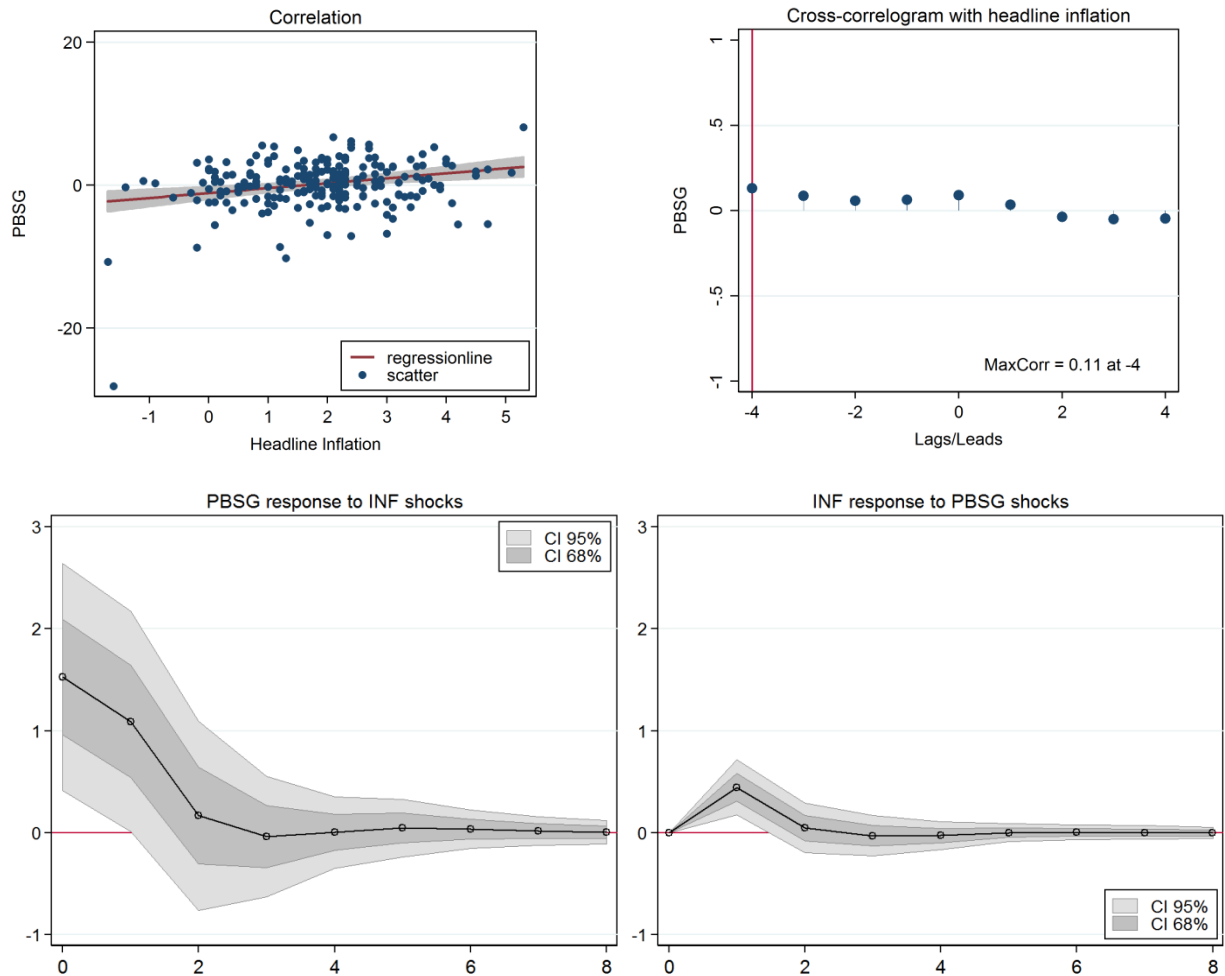 Correlation
20
0
-20
PBSG
regressionline
scatter
-1 0 1 2 3 4 5
Headline Inflation
Cross-correlogram with headline inflation
1
.5
0
-.5
-1
PBSG
MaxCorr = 0.11 at -4
-4 -2 0 2 4
Lags/Leads
PBSG response to INF shocks
3
2
1
0
-1
CI 95%
CI 68%
0 2 4 6 8
INF response to PBSG shocks
3
2
1
0
-1
CI 95%
CI 68%
0 2 4 6 8